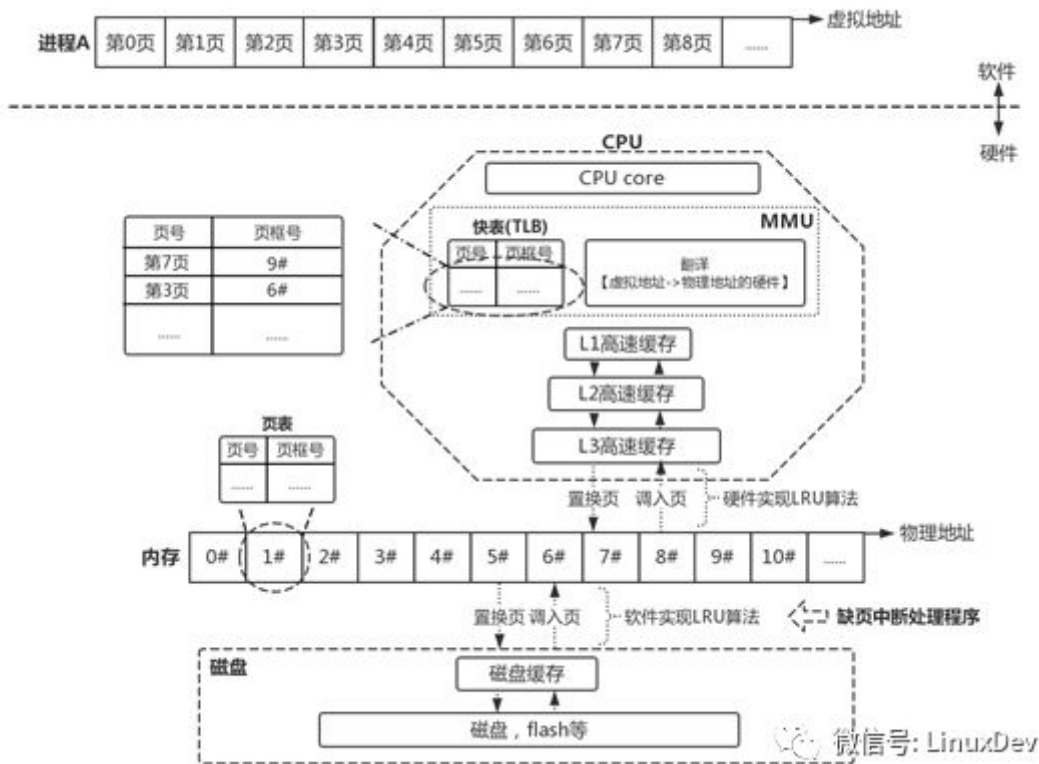 虚拟地址
进程A 第0页 第1页 第2页 第3页 第4页 第5页 第6页 第7页 第8页 ......
软件
硬件
CPU
CPU core
MMU
快表(TLB)
页号 页框号
...... ......
翻译
【虚拟地址->物理地址的硬件】
页号 页框号
第7页 9#
第3页 6#
...... ......
L1高速缓存
L2高速缓存
L3高速缓存
页表
页号 页框号
...... ......
置换页 调入页 硬件实现LRU算法
物理地址
内存 0# 1# 2# 3# 4# 5# 6# 7# 8# 9# 10# ......
置换页 调入页 软件实现LRU算法 缺页中断处理程序
磁盘
磁盘缓存
磁盘，flash等
微信号: LinuxDev